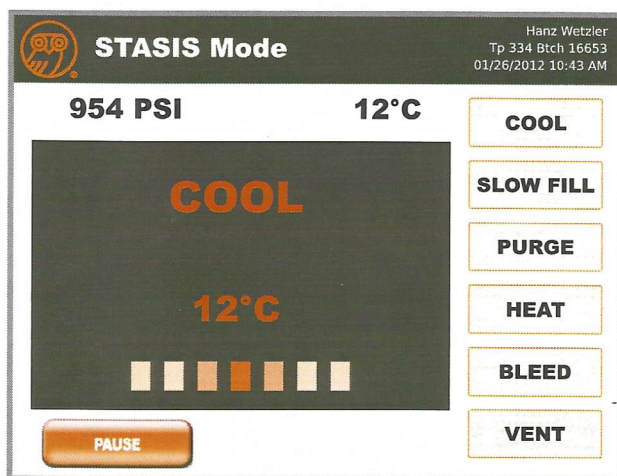 STASIS Mode
Hanz Wetzler
Tp 334 Btch 16653
01/26/2012 10:43 AM
954 PSI
12°C
COOL
12°C
PAUSE
COOL
SLOW FILL
PURGE
HEAT
BLEED
VENT